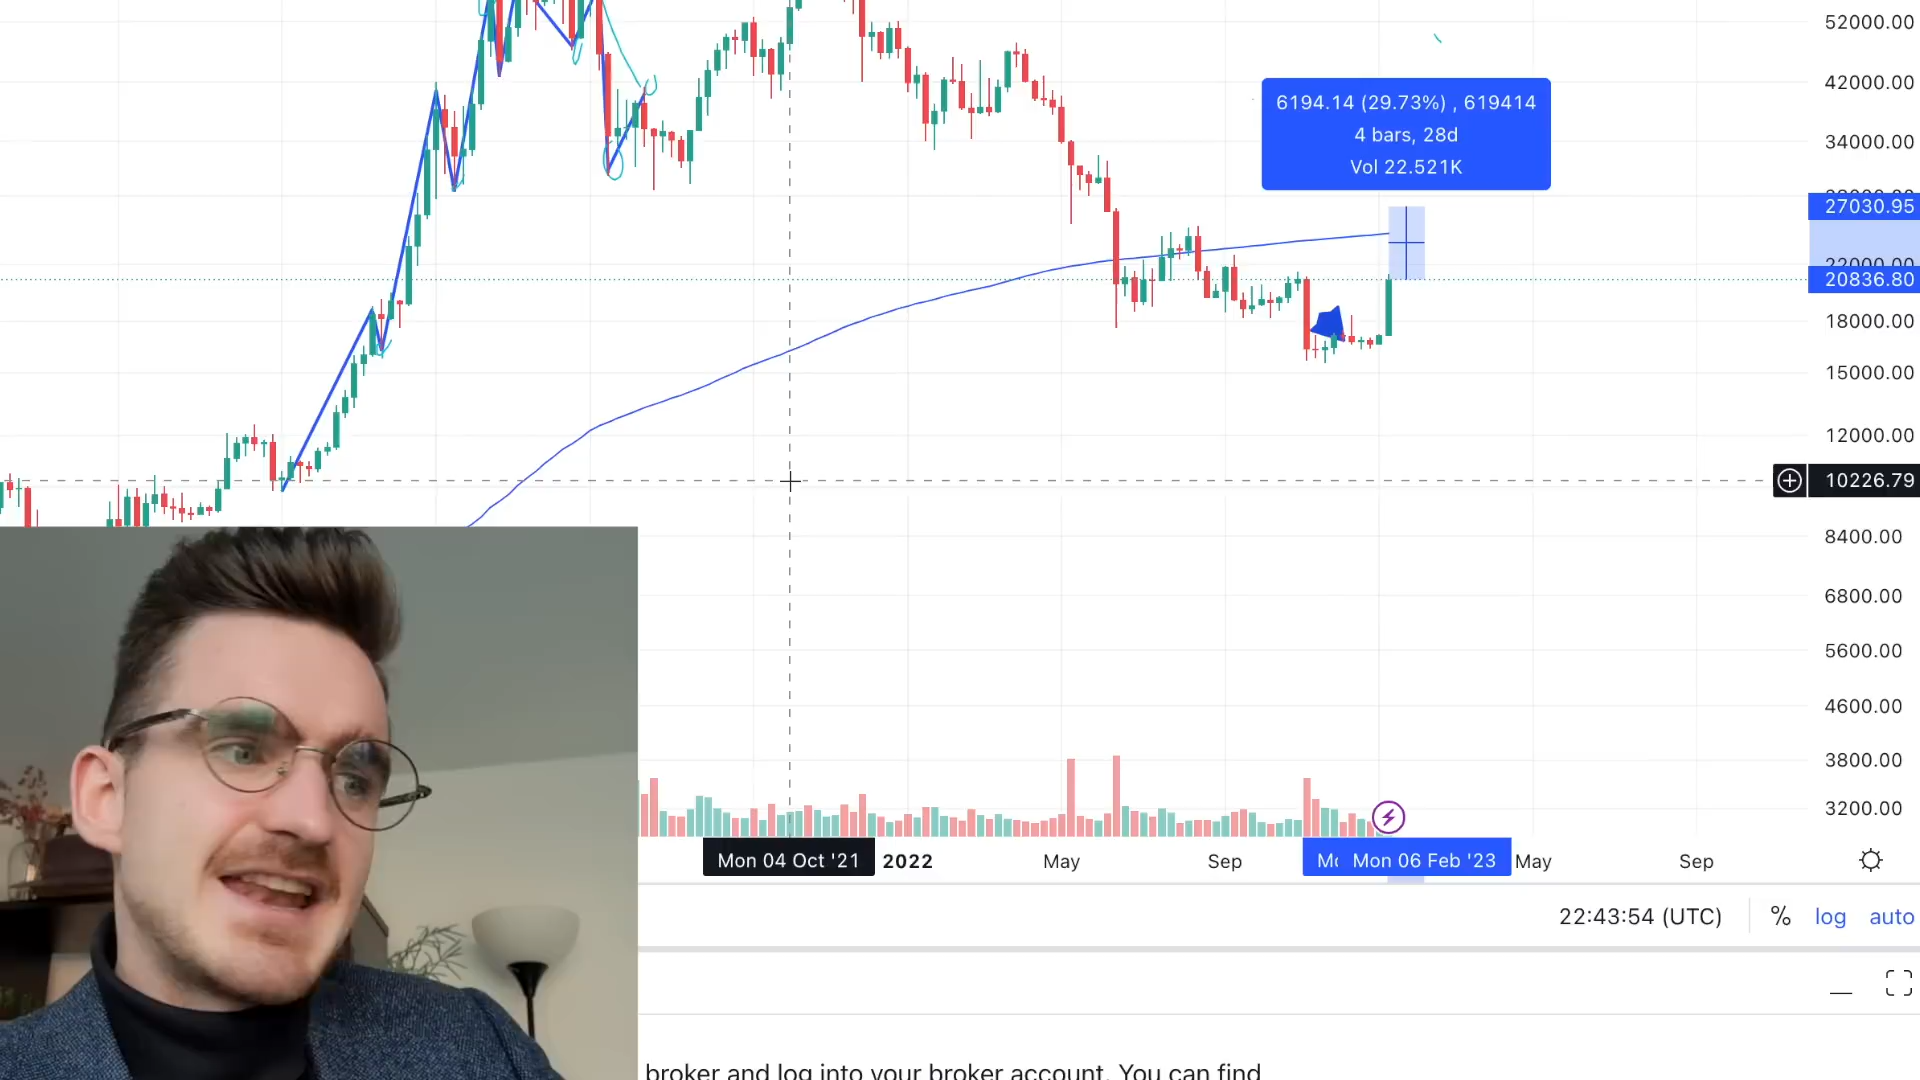 52000.00
42000.00
34000.00
6194.14 (29.73%) , 619414
4 bars, 28d
Vol 22.521K
27030.95
22000.00
20836.80
18000.00
15000.00
12000.00
10226.79
8400.00
6800.00
5600.00
4600.00
3800.00
3200.00
Mon 04 Oct '21
2022
May
Sep
Mon 06 Feb '23
May
Sep
22:43:54 (UTC)
%
log
auto
broker and log into your broker account. You can find